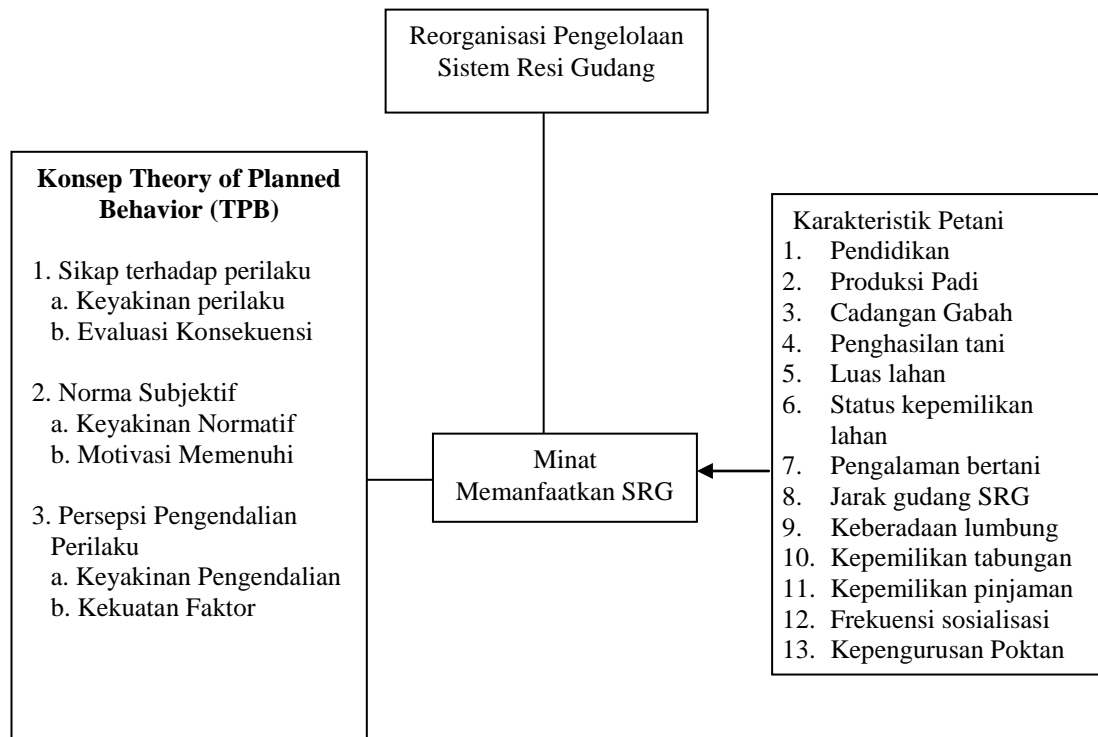 Reorganisasi Pengelolaan
Sistem Resi Gudang
Konsep Theory of Planned
Behavior (TPB)
1. Sikap terhadap perilaku
a. Keyakinan perilaku
b. Evaluasi Konsekuensi
2. Norma Subjektif
a. Keyakinan Normatif
b. Motivasi Memenuhi
3. Persepsi Pengendalian
Perilaku
a. Keyakinan Pengendalian
b. Kekuatan Faktor
Minat
Memanfaatkan SRG
Karakteristik Petani
1. Pendidikan
2. Produksi Padi
3. Cadangan Gabah
4. Penghasilan tani
5. Luas lahan
6. Status kepemilikan
lahan
7. Pengalaman bertani
8. Jarak gudang SRG
9. Keberadaan lumbung
10. Kepemilikan tabungan
11. Kepemilikan pinjaman
12. Frekuensi sosialisasi
13. Kepengurusan Poktan